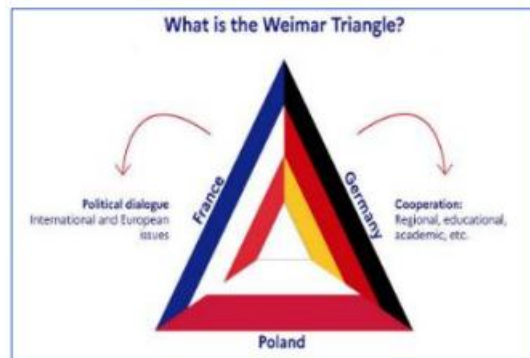 What is the Weimar Triangle?
Political dialogue
International and European
issues
France
Germany
Cooperation:
Regional, educational,
academic, etc.
Poland